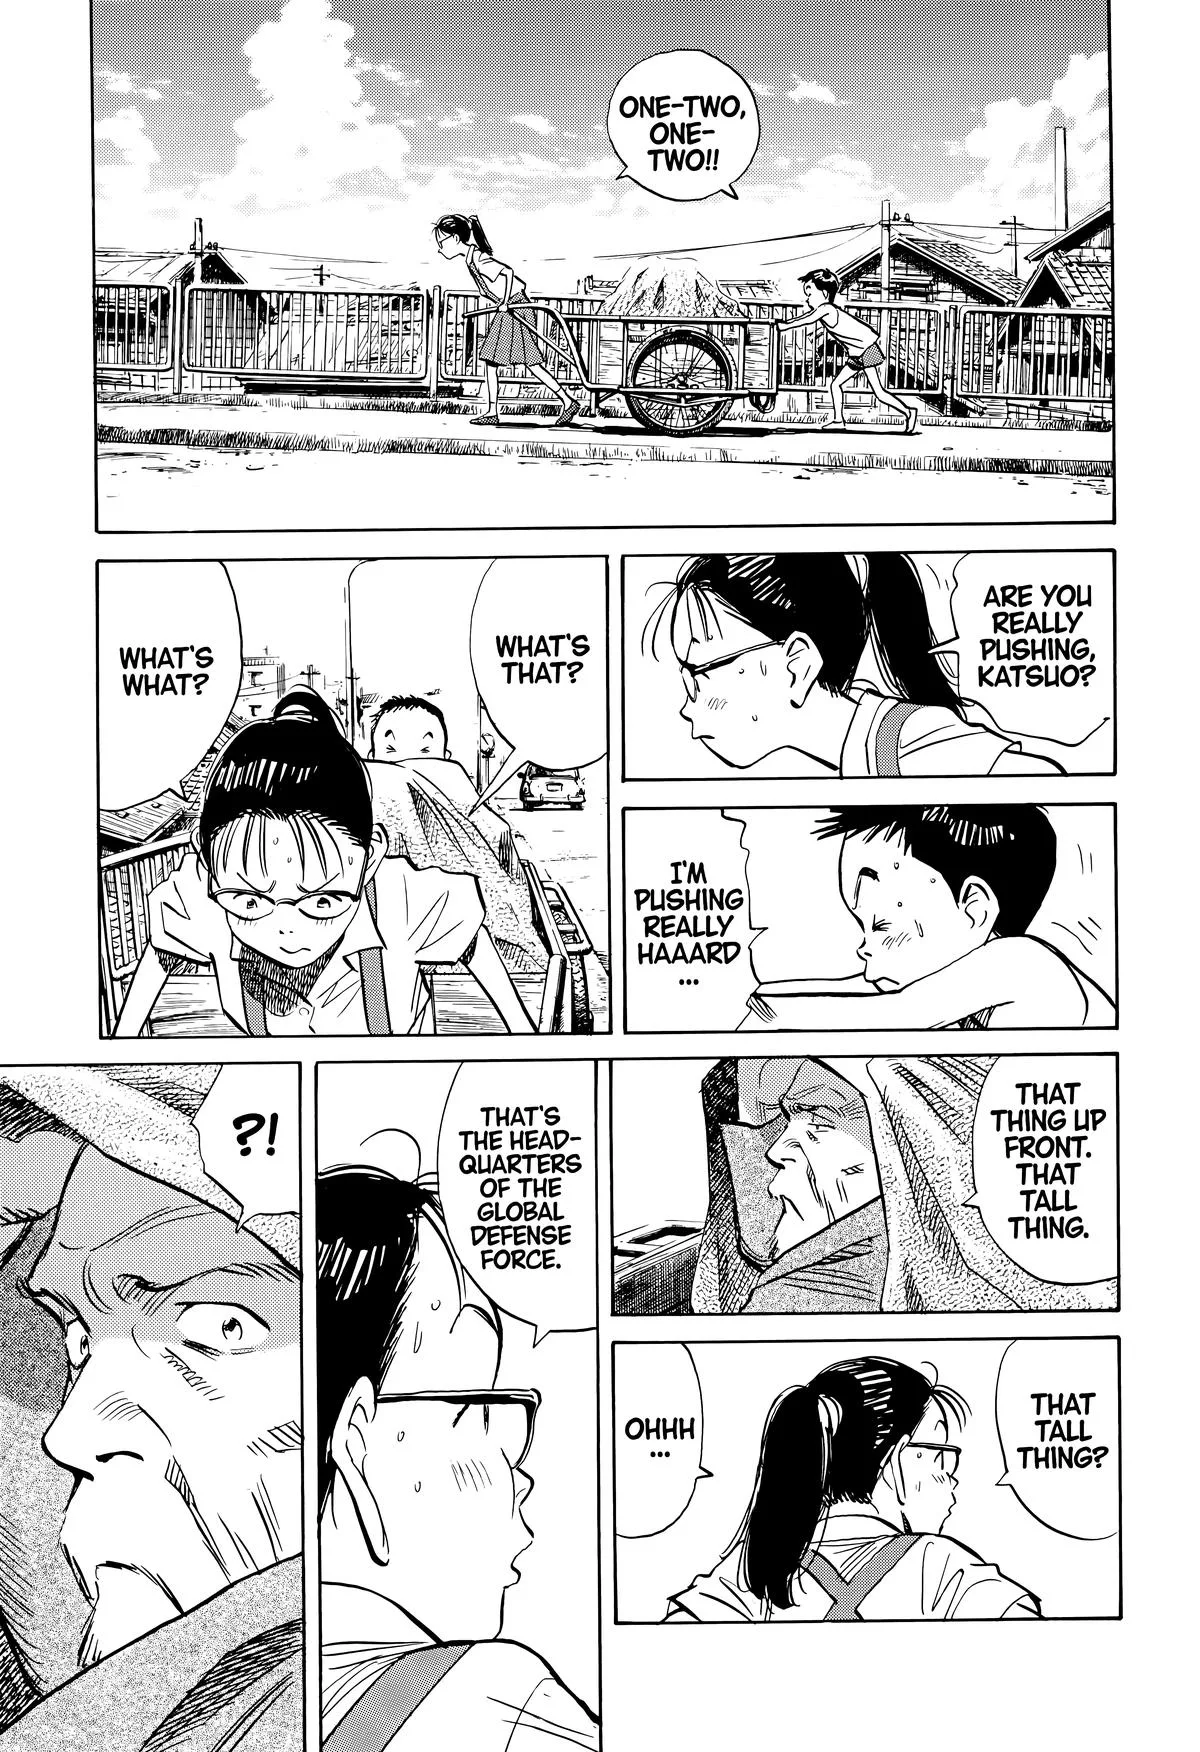 ONE-TWO,
ONE-
TWO!!
ARE YOU
REALLY
PUSHING,
KATSUO?
I'M
PUSHING
REALLY
HAAARD
...
WHAT'S
THAT?
WHAT'S
WHAT?
THAT
THING UP
FRONT.
THAT
TALL
THING.
THAT
TALL
THING?
OHHH
...
THAT'S
THE HEAD-
QUARTERS
OF THE
GLOBAL
DEFENSE
FORCE.
?!